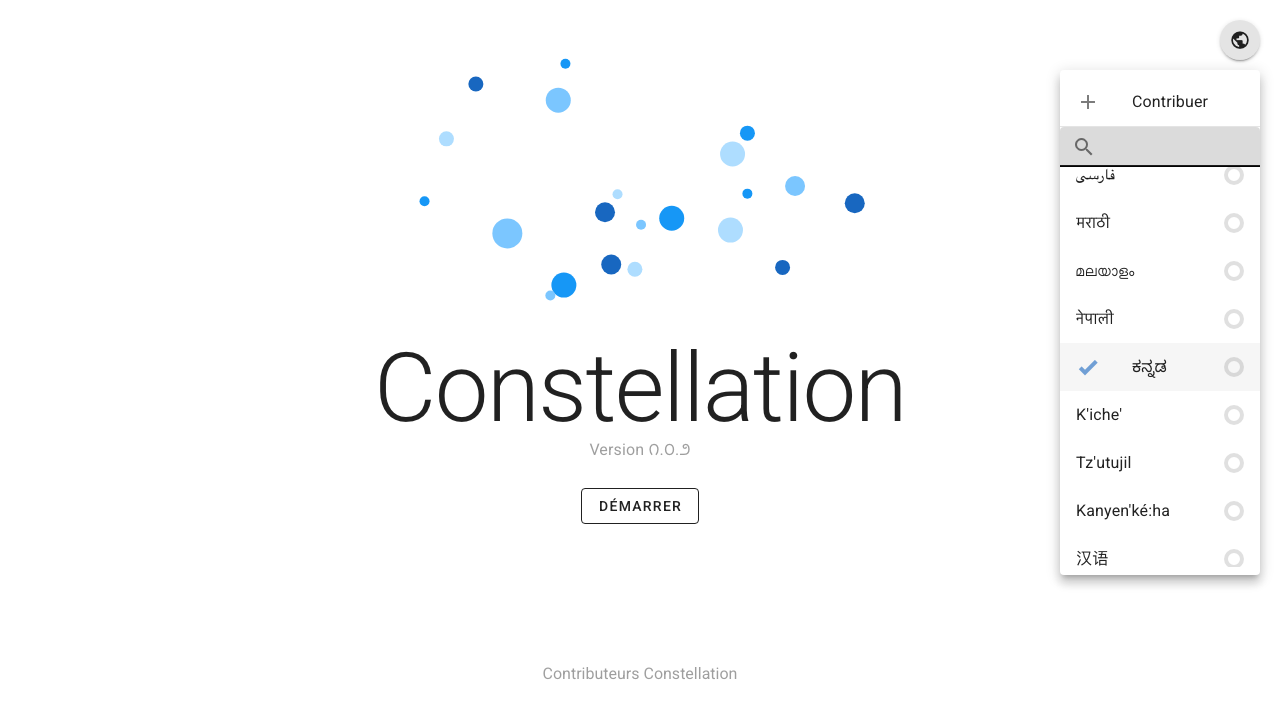 Contribuer
فارسی
मराठी
മലയാളം
नेपाली
ಕನ್ನಡ
K'iche'
Tz'utujil
Kanyen'ké:ha
汉语
Constellation
Version ೧.೦.೨
DÉMARRER
Contributeurs Constellation